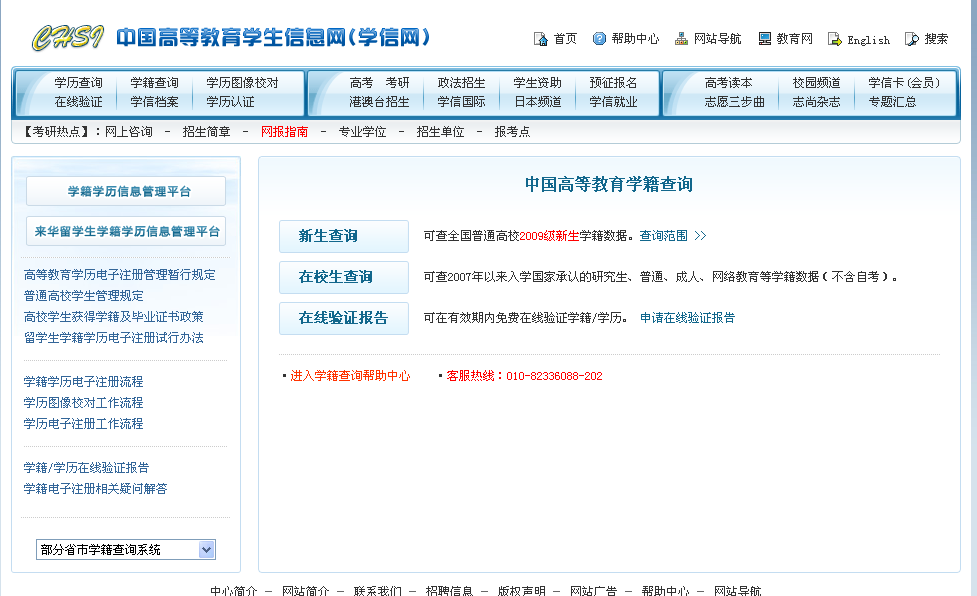 CHSI 中国高等教育学生信息网(学信网) 首页 帮助中心 网站导航 教育网 English 搜索
学历查询 学籍查询 学历图像校对 高考 考研 政法招生 学生资助 预征报名 高考读本 校园频道 学信卡(会员)
在线验证 学信档案 学历认证 港澳台招生 学信国际 日本频道 学信就业 志愿三步曲 志尚杂志 专题汇总
【考研热点】：网上咨询 - 招生简章 - 网报指南 - 专业学位 - 招生单位 - 报考点
学籍学历信息管理平台
来华留学生学籍学历信息管理平台
高等教育学历电子注册管理暂行规定
普通高校学生管理规定
高校学生获得学籍及毕业证书政策
留学生学籍学历电子注册试行办法
学籍学历电子注册流程
学历图像校对工作流程
学历电子注册工作流程
学籍/学历在线验证报告
学籍电子注册相关疑问解答
部分省市学籍查询系统
中国高等教育学籍查询
新生查询 可查全国普通高校2009级新生学籍数据。查询范围 >>
在校生查询 可查2007年以来入学国家承认的研究生、普通、成人、网络教育等学籍数据(不含自考)。
在线验证报告 可在有效期内免费在线验证学籍/学历。 申请在线验证报告
·进入学籍查询帮助中心 ·客服热线：010-82336088-202
中心简介 - 网站简介 - 联系我们 - 招聘信息 - 版权声明 - 网站广告 - 帮助中心 - 网站导航